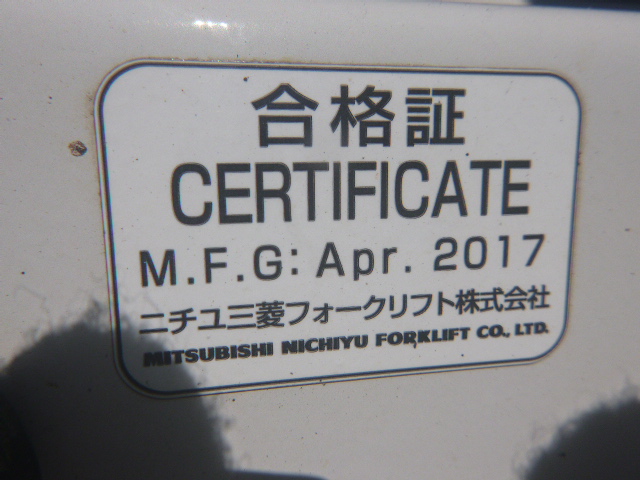 合格証
CERTIFICATE
M.F.G: Apr. 2017
ニチユ三菱フォークリフト株式会社
MITSUBISHI NICHIYU FORKLIFT CO., LTD.